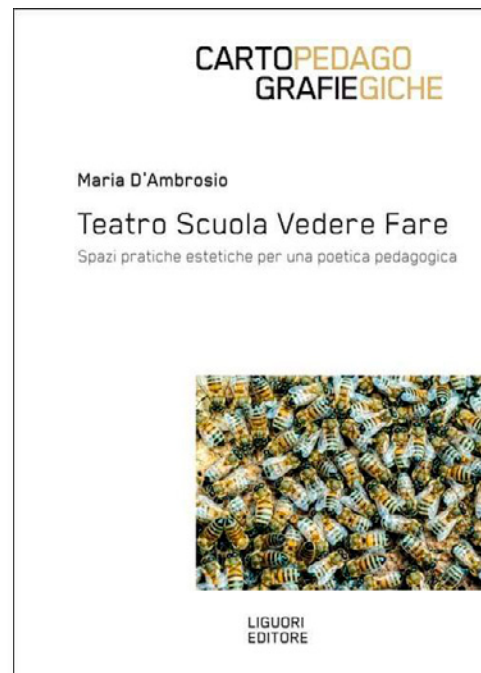 CARTOPEDAGO
GRAFIEGICHE
Maria D'Ambrosio
Teatro Scuola Vedere Fare
Spazi pratiche estetiche per una poetica pedagogica
LIGUORI
EDITORE